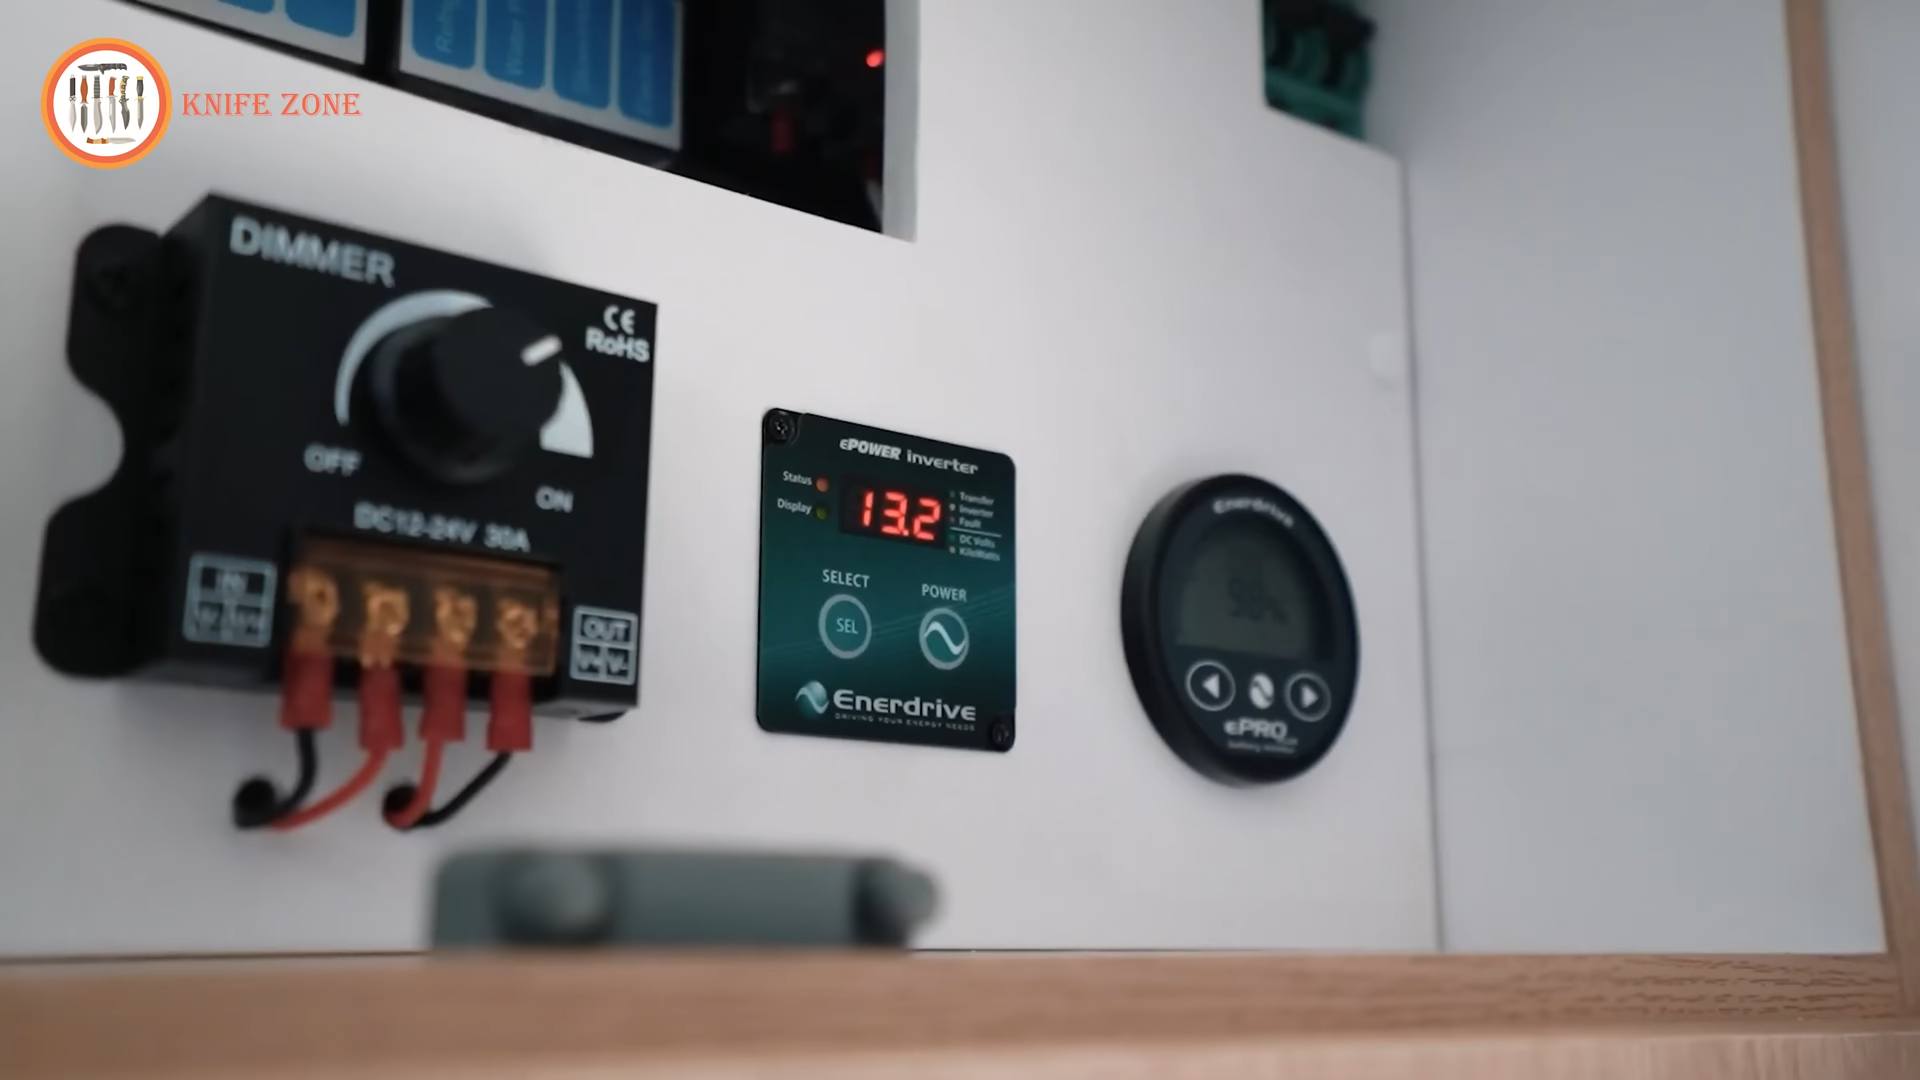 KNIFE ZONE
DIMMER
CE
RoHS
OFF
ON
DC12-24V 30A
IN
OUT
V+ V-
ePOWER inverter
Status
Display
13.2
Transfer
Inverter
Fault
DC Volts
KiloWatts
SELECT
SEL
POWER
Enerdrive
DRIVING YOUR ENERGY NEEDS
Enerdrive
ePRO